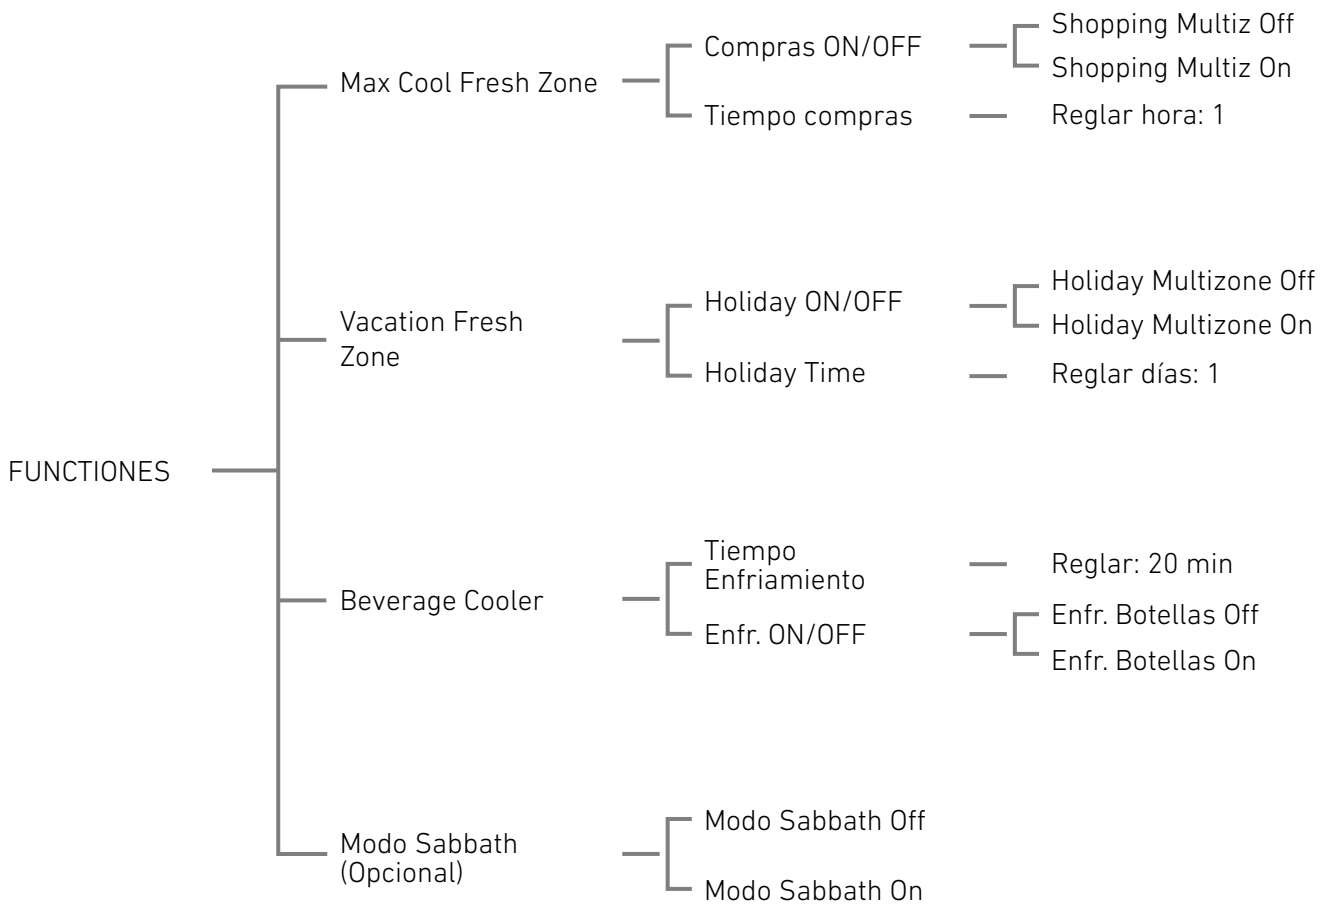 Shopping Multiz Off
Compras ON/OFF
Shopping Multiz On
Max Cool Fresh Zone
Tiempo compras
Reglar hora: 1
Holiday Multizone Off
Holiday ON/OFF
Holiday Multizone On
Vacation Fresh
Zone
Holiday Time
Reglar días: 1
FUNCTIONES
Tiempo
Enfriamiento
Reglar: 20 min
Beverage Cooler
Enfr. Botellas Off
Enfr. ON/OFF
Enfr. Botellas On
Modo Sabbath Off
Modo Sabbath
(Opcional)
Modo Sabbath On